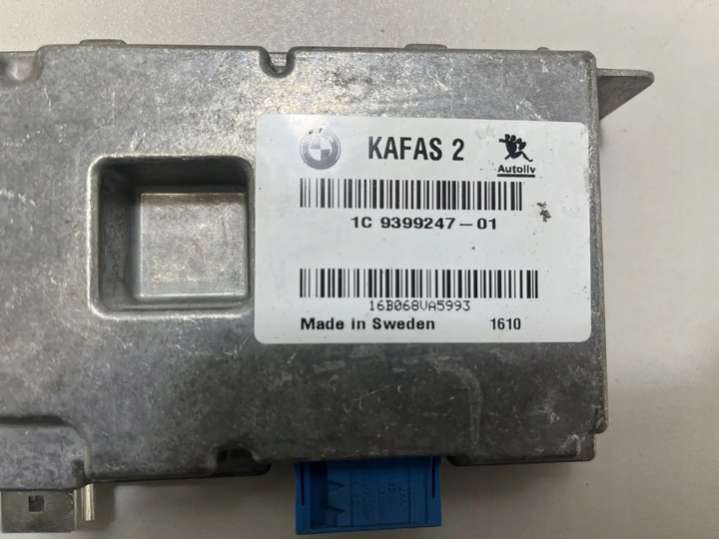 KAFAS 2
Autoliv
1C 9399247-01
16B068VA5993
Made in Sweden 1610